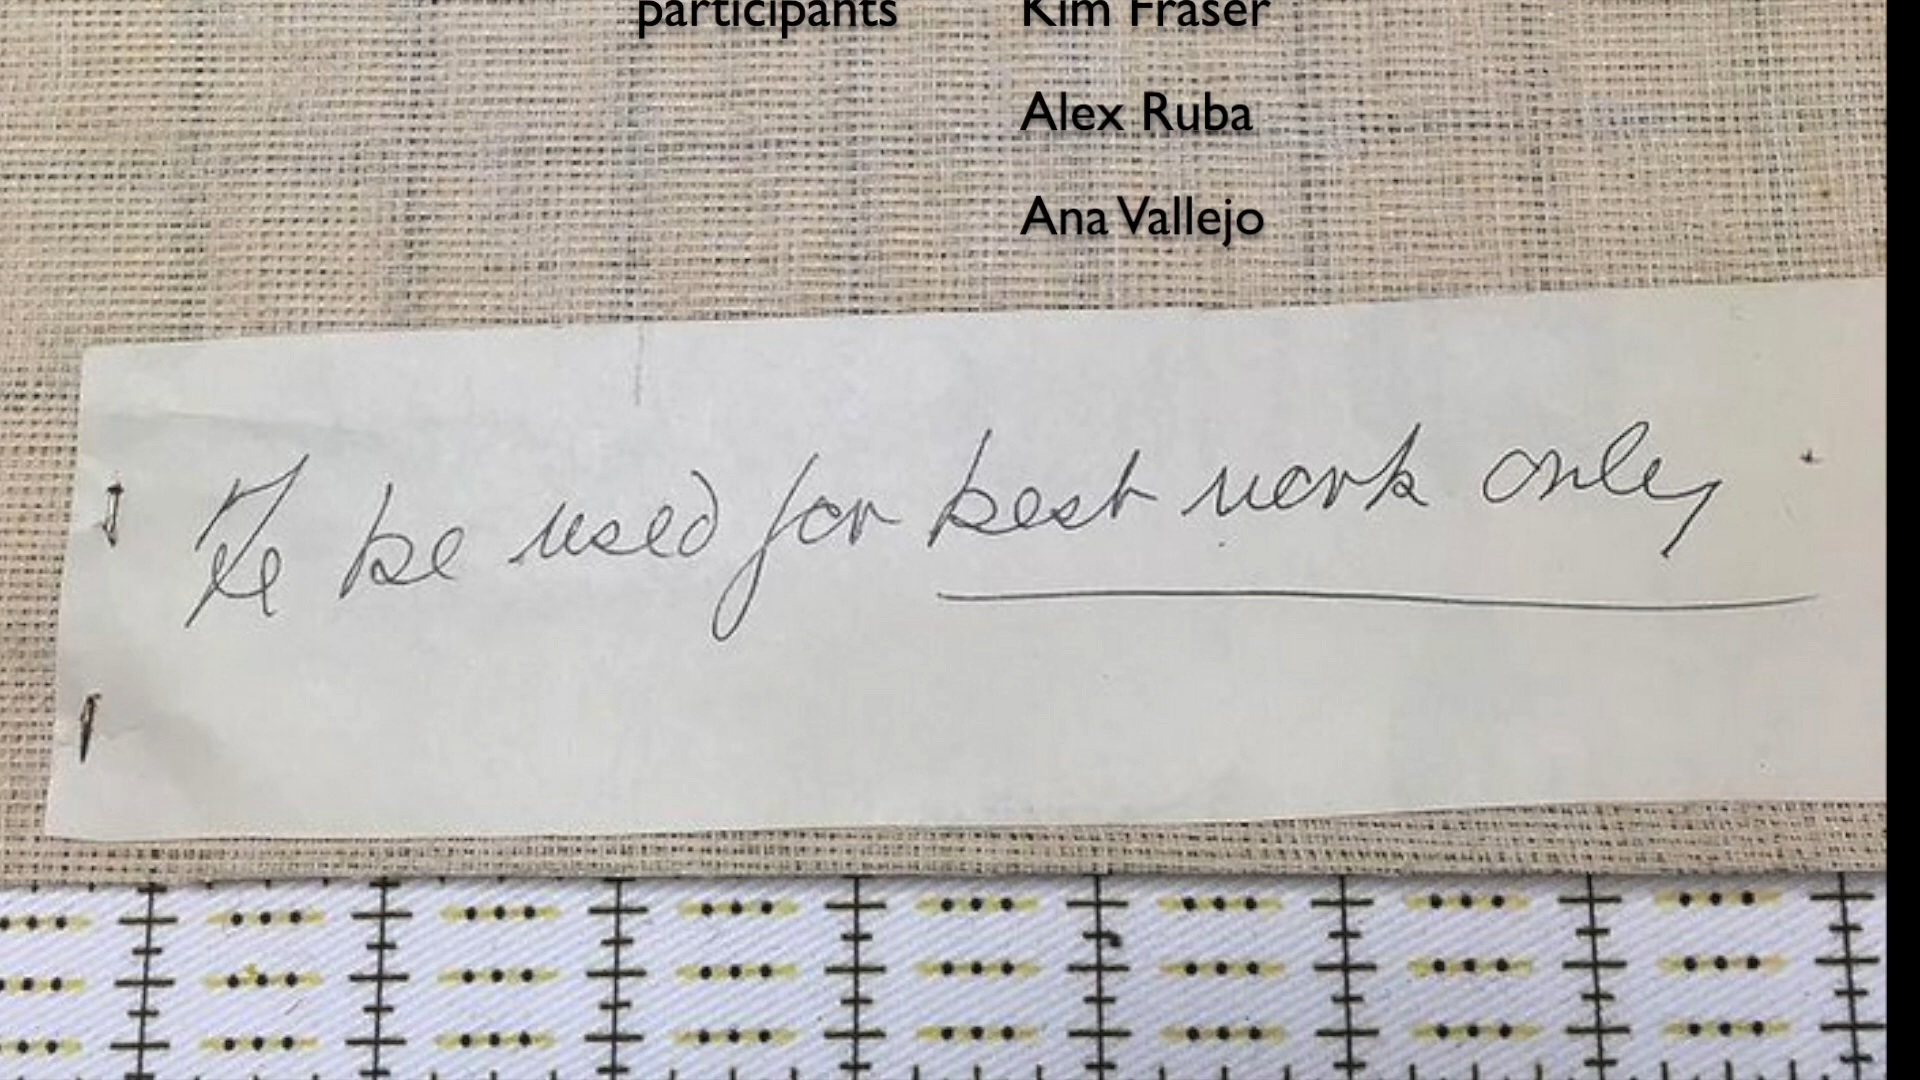 participants Kim Fraser
Alex Ruba
Ana Vallejo
To be used for best work only